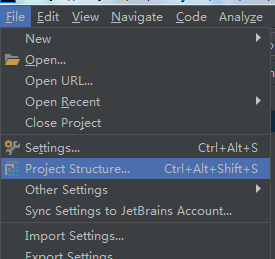 File Edit View Navigate Code Analyze
New
Open...
Open URL...
Open Recent
Close Project
Settings... Ctrl+Alt+S
Project Structure... Ctrl+Alt+Shift+S
Other Settings
Sync Settings to JetBrains Account...
Import Settings...
Export Settings...